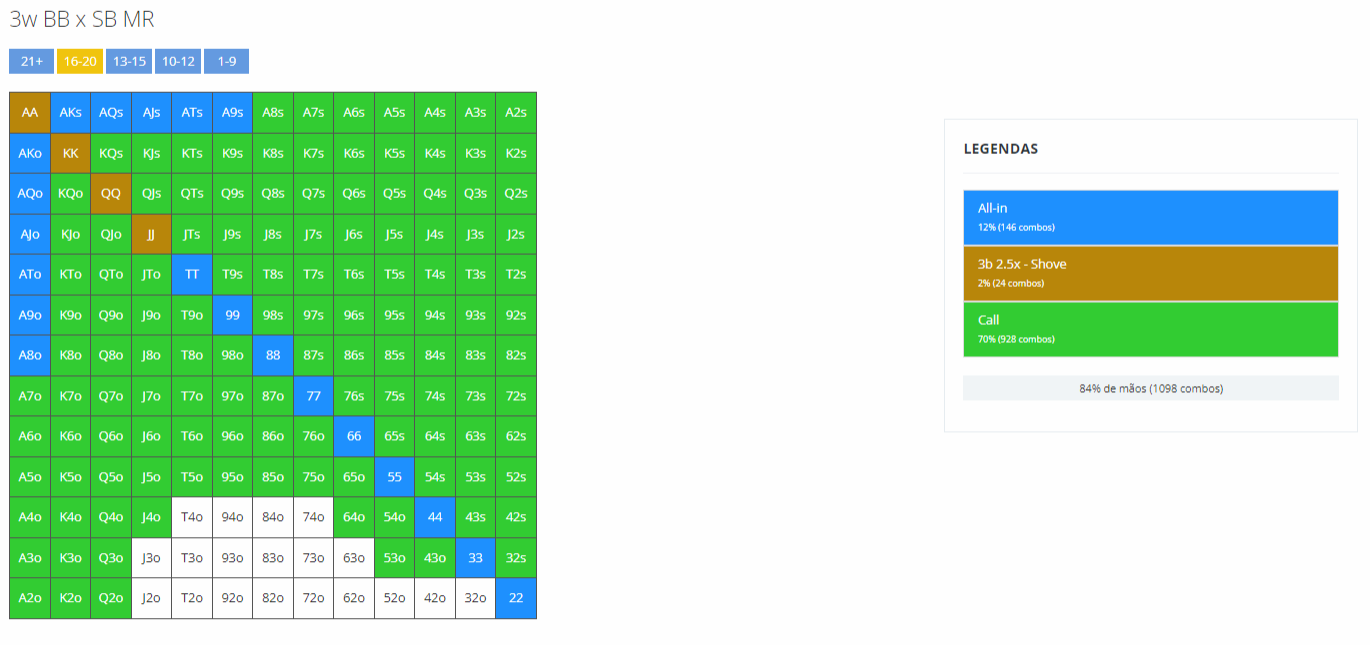 3w BB x SB MR
21+ 16-20 13-15 10-12 1-9
AA AKs AQs AJs ATs A9s A8s A7s A6s A5s A4s A3s A2s
AKo KK KQs KJs KTs K9s K8s K7s K6s K5s K4s K3s K2s
AQo KQo QQ QJs QTs Q9s Q8s Q7s Q6s Q5s Q4s Q3s Q2s
AJo KJo QJo JJ JTs J9s J8s J7s J6s J5s J4s J3s J2s
ATo KTo QTo JTo TT T9s T8s T7s T6s T5s T4s T3s T2s
A9o K9o Q9o J9o T9o 99 98s 97s 96s 95s 94s 93s 92s
A8o K8o Q8o J8o T8o 98o 88 87s 86s 85s 84s 83s 82s
A7o K7o Q7o J7o T7o 97o 87o 77 76s 75s 74s 73s 72s
A6o K6o Q6o J6o T6o 96o 86o 76o 66 65s 64s 63s 62s
A5o K5o Q5o J5o T5o 95o 85o 75o 65o 55 54s 53s 52s
A4o K4o Q4o J4o T4o 94o 84o 74o 64o 54o 44 43s 42s
A3o K3o Q3o J3o T3o 93o 83o 73o 63o 53o 43o 33 32s
A2o K2o Q2o J2o T2o 92o 82o 72o 62o 52o 42o 32o 22
LEGENDAS
All-in
12% (146 combos)
3b 2.5x - Shove
2% (24 combos)
Call
70% (928 combos)
84% de mãos (1098 combos)